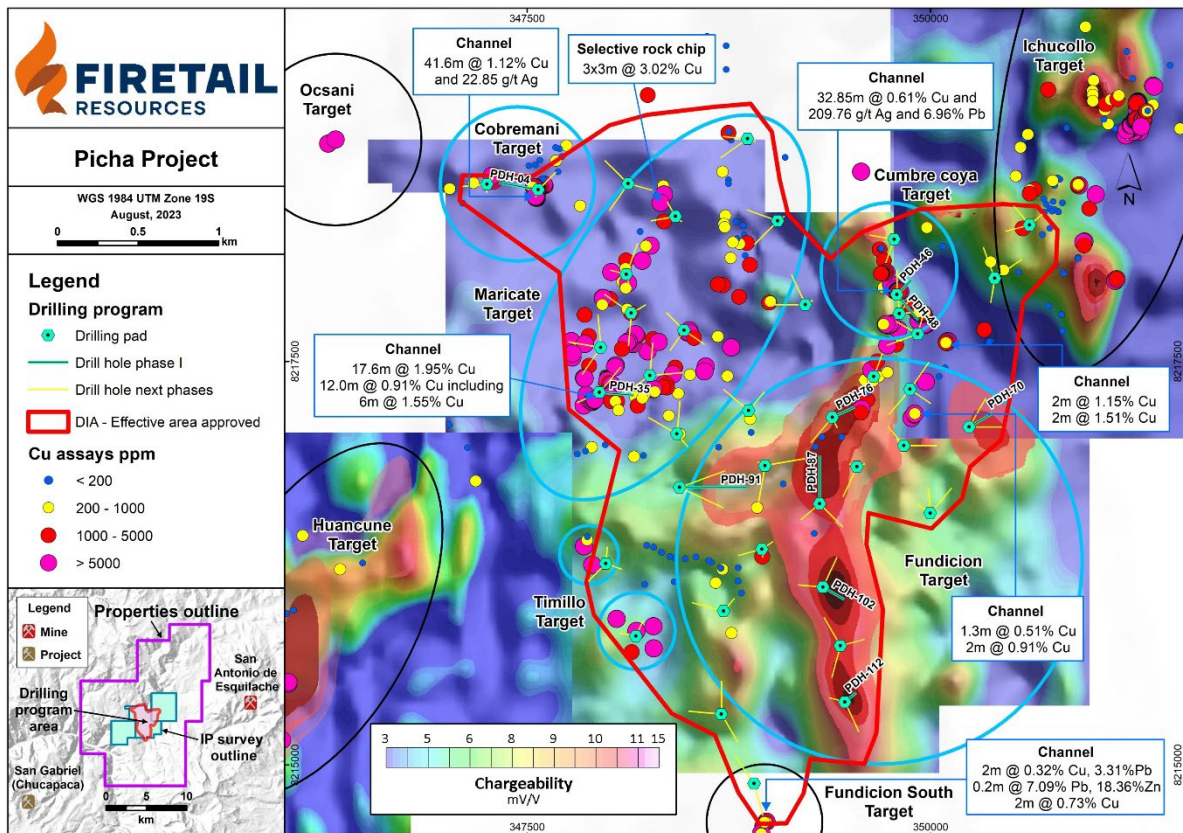 FIRETAIL
RESOURCES
Picha Project
WGS 1984 UTM Zone 19S
August, 2023
0 0.5 1
km
Legend
Drilling program
Drilling pad
Drill hole phase I
Drill hole next phases
DIA - Effective area approved
Cu assays ppm
< 200
200 - 1000
1000 - 5000
> 5000
Legend
Mine
Project
Properties outline
San
Antonio de
Esquilache
Drilling
program
area
IP survey
outline
San Gabriel
(Chucapaca)
0 5 10
km
347500
350000
Ocsani
Target
Channel
41.6m @ 1.12% Cu
and 22.85 g/t Ag
Selective rock chip
3x3m @ 3.02% Cu
Channel
32.85m @ 0.61% Cu and
209.76 g/t Ag and 6.96% Pb
Ichucollo
Target
Cobremani
Target
PDH-04
Cumbre coya
Target
N
PDH-46
PDH-48
Maricate
Target
8217500
8217500
Channel
17.6m @ 1.95% Cu
12.0m @ 0.91% Cu including
6m @ 1.55% Cu
PDH-35
PDH-76
PDH-70
Channel
2m @ 1.15% Cu
2m @ 1.51% Cu
PDH-91
PDH-87
Huancune
Target
Timillo
Target
Fundicion
Target
PDH-102
PDH-112
Channel
1.3m @ 0.51% Cu
2m @ 0.91% Cu
3 5 6 7 8 9 10 11 15
Chargeability
mV/V
8215000
8215000
Channel
2m @ 0.32% Cu, 3.31%Pb
0.2m @ 7.09% Pb, 18.36%Zn
2m @ 0.73% Cu
Fundicion South
Target
347500
350000